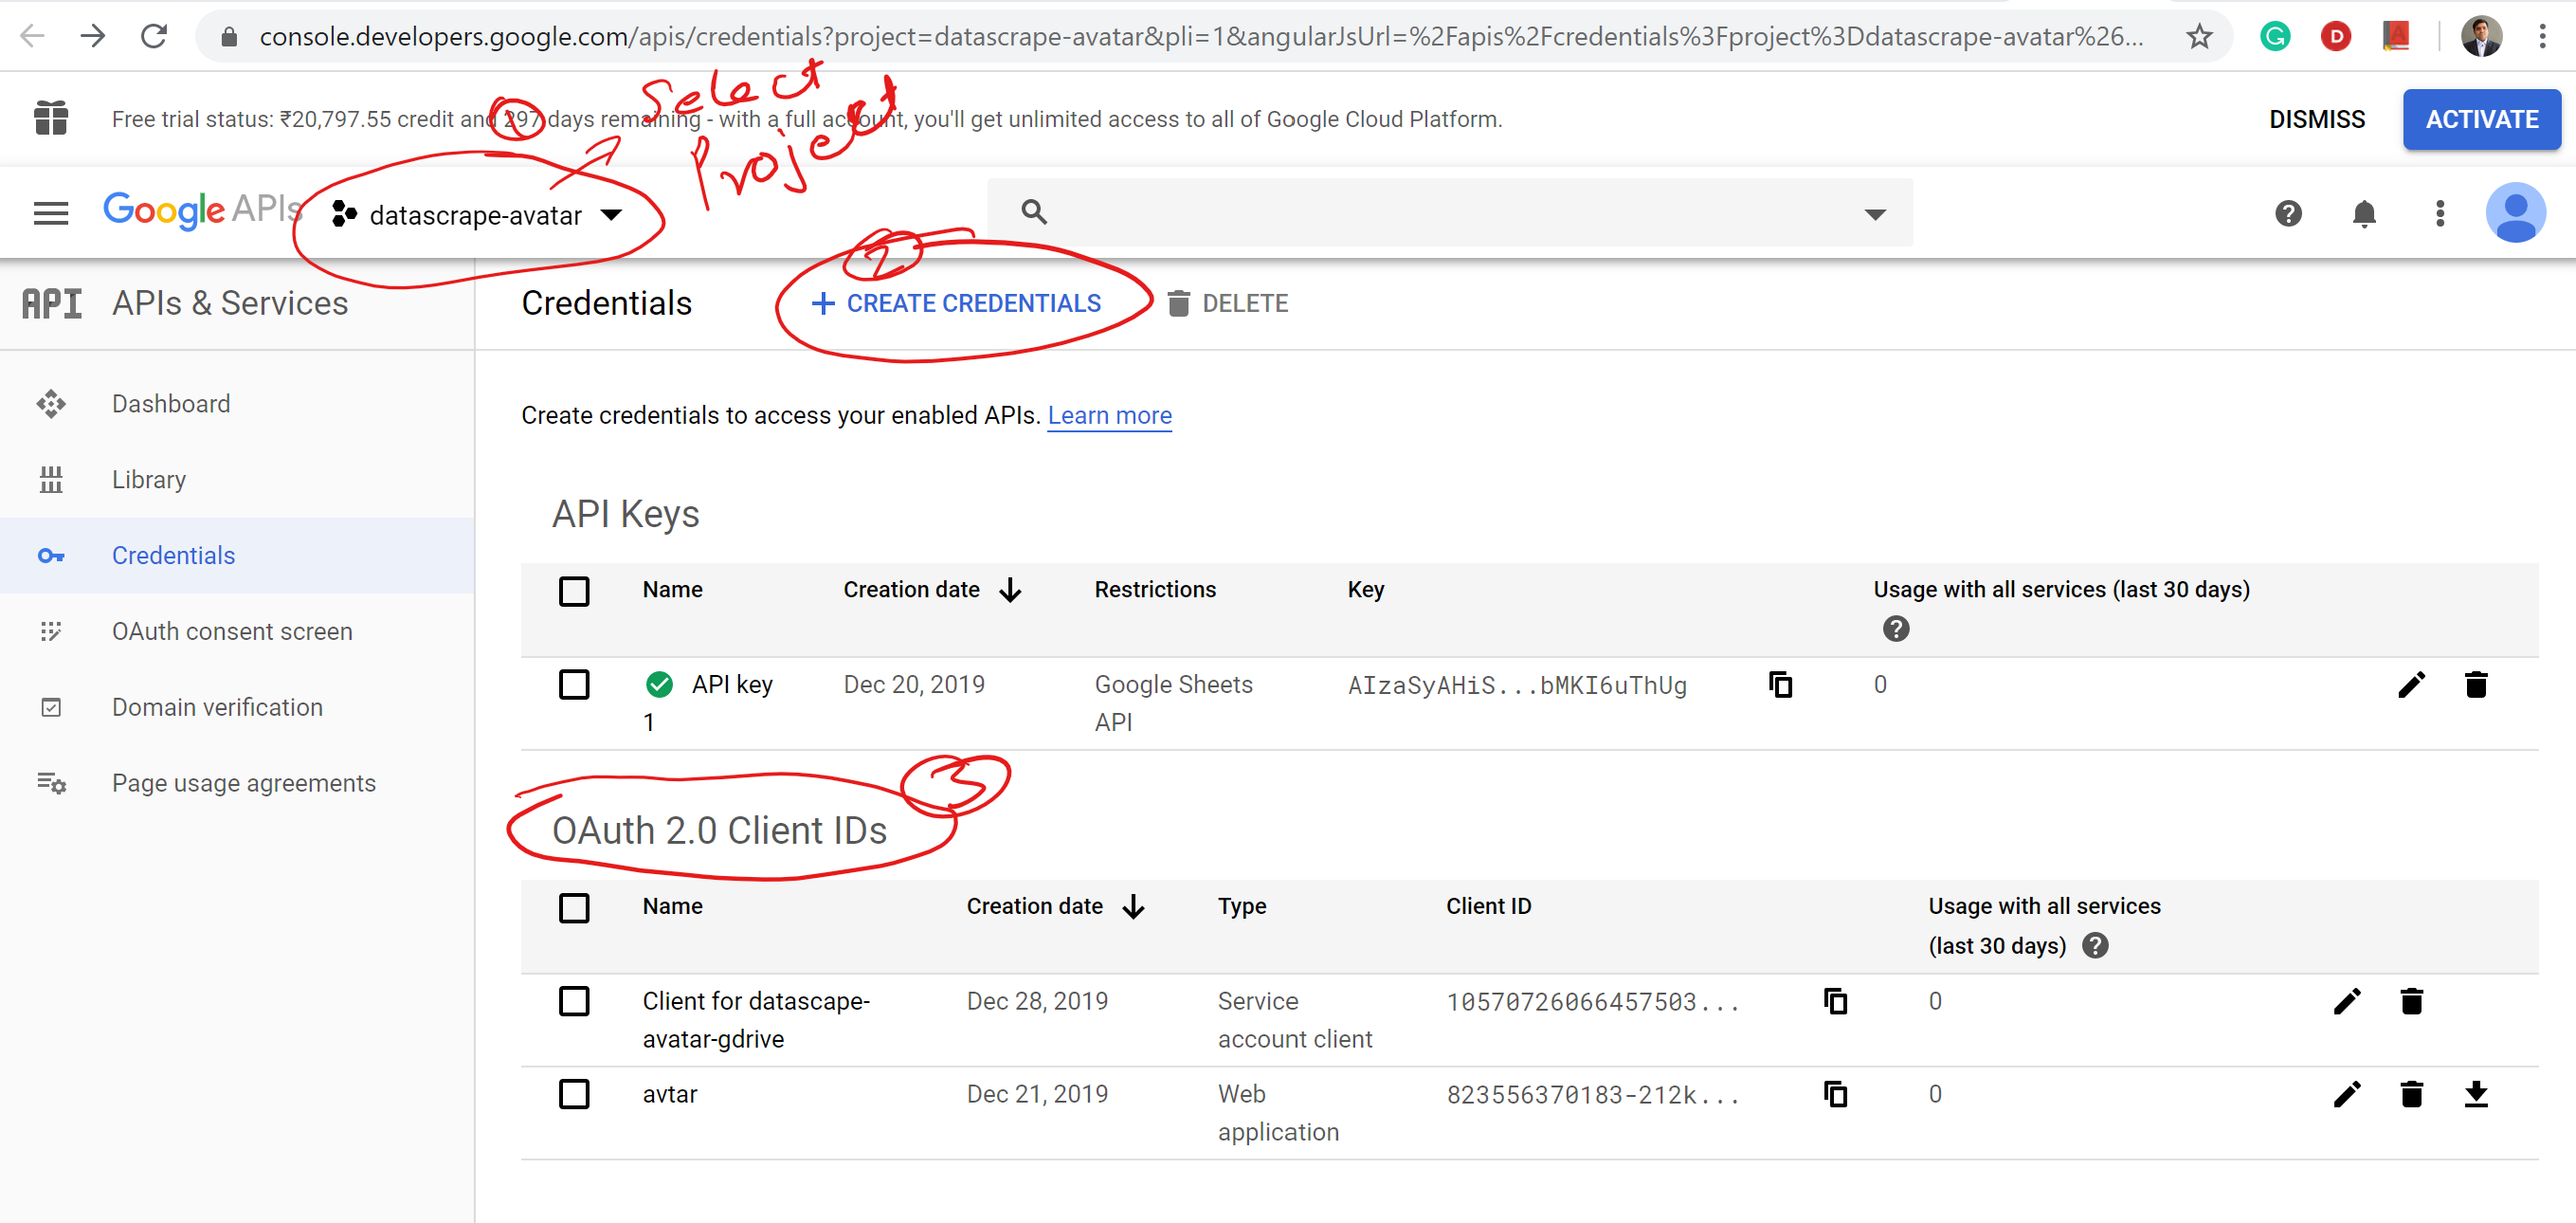 console.developers.google.com/apis/credentials?project=datascrape-avatar&pli=1&angularJsUrl=%2Fapis%2Fcredentials%3Fproject%3Ddatascrape-avatar%26...
Select
Project
1
Free trial status: ₹20,797.55 credit and 297 days remaining - with a full account, you'll get unlimited access to all of Google Cloud Platform.
DISMISS
ACTIVATE
Google APIs
datascrape-avatar
2
API
APIs & Services
Credentials
+ CREATE CREDENTIALS
DELETE
Dashboard
Library
Credentials
OAuth consent screen
Domain verification
Page usage agreements
Create credentials to access your enabled APIs. Learn more
API Keys
Name Creation date Restrictions Key Usage with all services (last 30 days)
API key Dec 20, 2019 Google Sheets AIzaSyAHiS...bMKI6uThUg 0
1 API
3
OAuth 2.0 Client IDs
Name Creation date Type Client ID Usage with all services
(last 30 days)
Client for datascape- Dec 28, 2019 Service 10570726066457503... 0
avatar-gdrive account client
avtar Dec 21, 2019 Web 823556370183-212k... 0
application